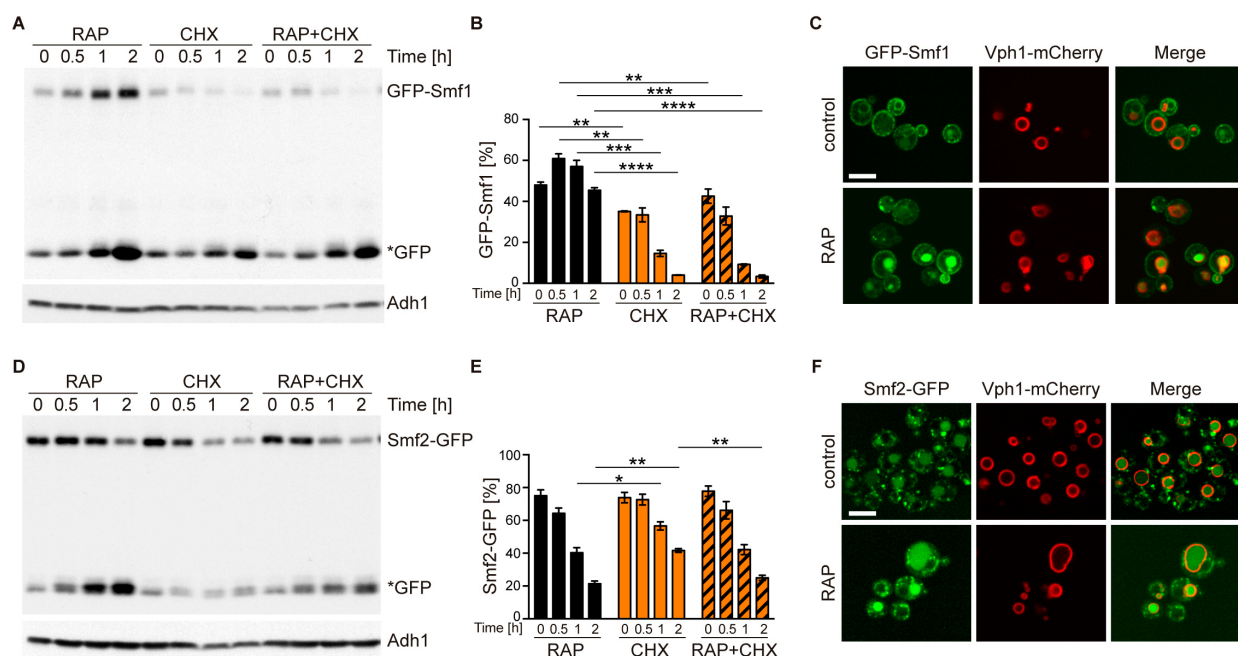 A
RAP CHX RAP+CHX
0 0.5 1 2 0 0.5 1 2 0 0.5 1 2 Time [h]
GFP-Smf1
*GFP
Adh1
B
GFP-Smf1 [%]
80
60
40
20
0
**
***
****
**
**
***
****
Time [h] 0 0.5 1 2 0 0.5 1 2 0 0.5 1 2
RAP CHX RAP+CHX
C
GFP-Smf1 Vph1-mCherry Merge
control
RAP
D
RAP CHX RAP+CHX
0 0.5 1 2 0 0.5 1 2 0 0.5 1 2 Time [h]
Smf2-GFP
*GFP
Adh1
E
Smf2-GFP [%]
100
80
60
40
20
0
**
**
*
Time [h] 0 0.5 1 2 0 0.5 1 2 0 0.5 1 2
RAP CHX RAP+CHX
F
Smf2-GFP Vph1-mCherry Merge
control
RAP